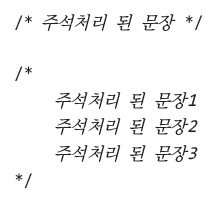 /* 주석처리 된 문장 */
/*
주석처리 된 문장1
주석처리 된 문장2
주석처리 된 문장3
*/